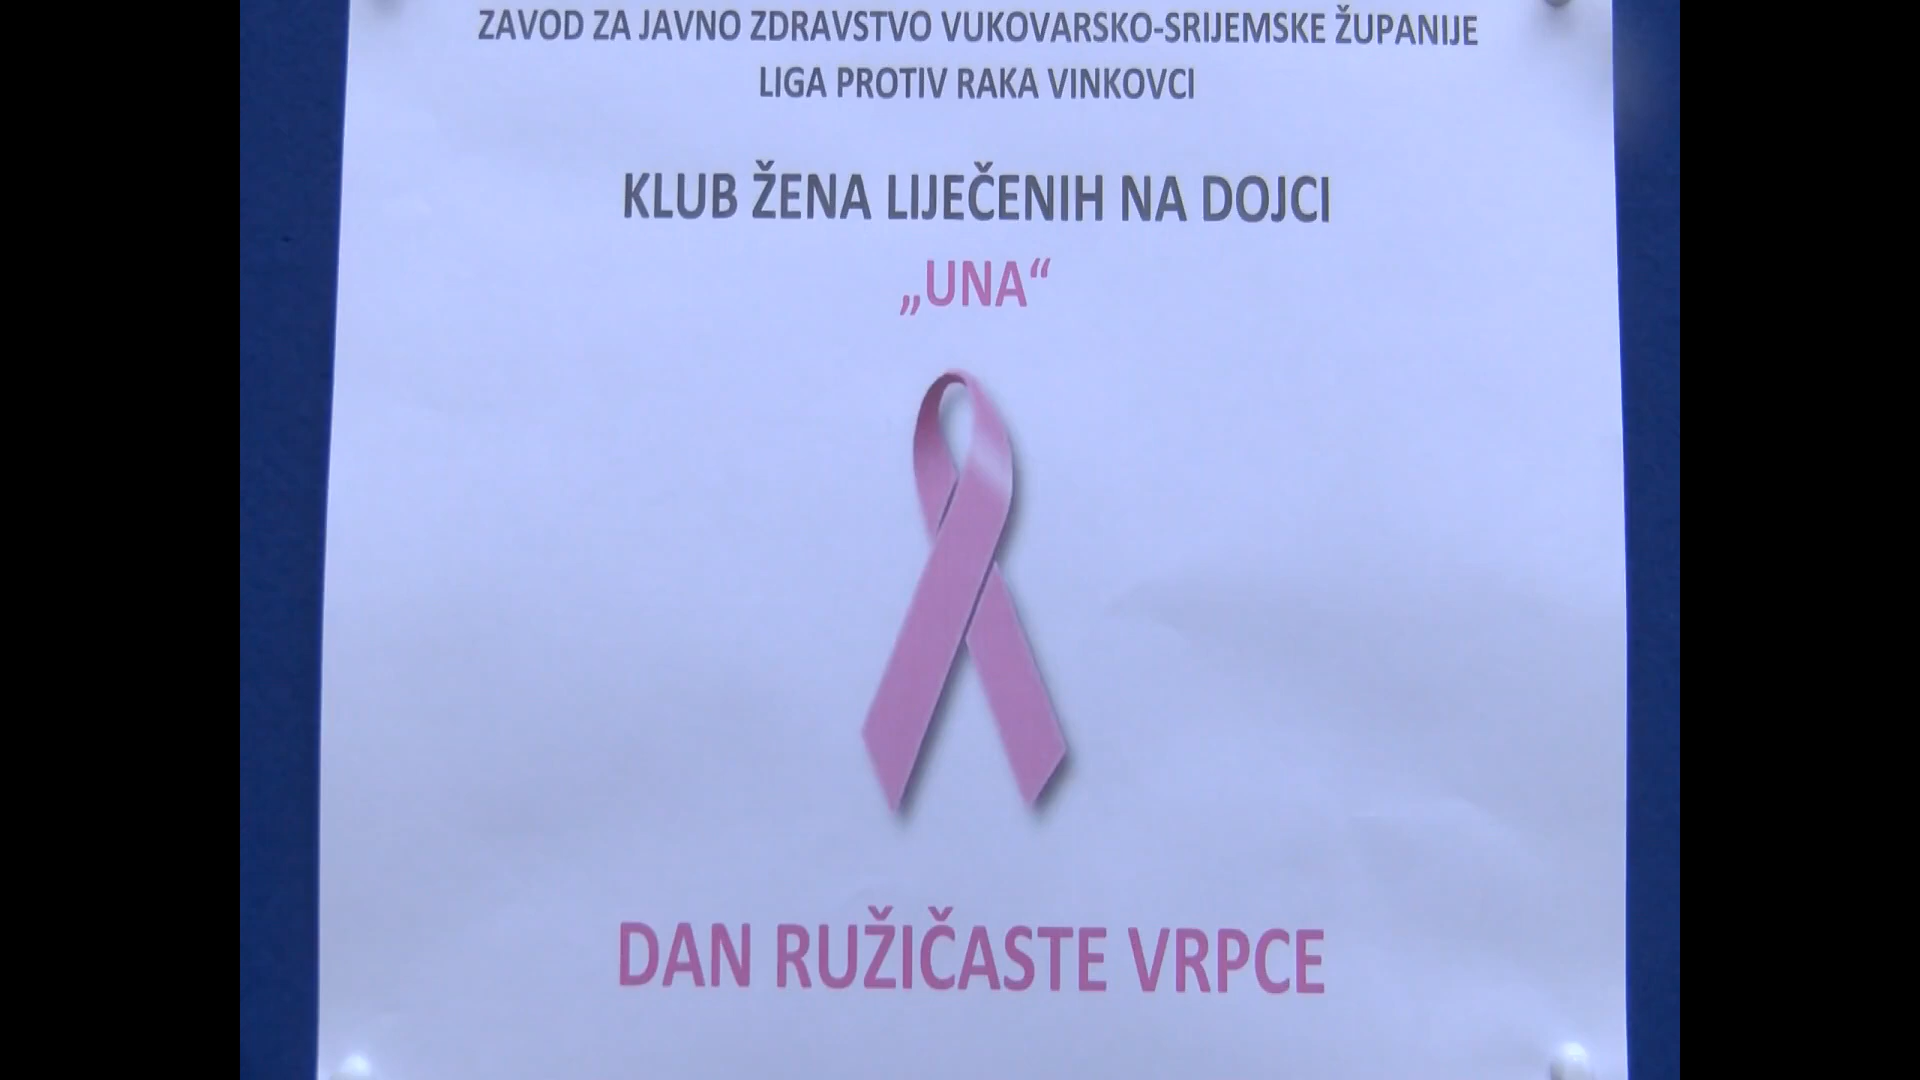 ZAVOD ZA JAVNO ZDRAVSTVO VUKOVARSKO-SRIJEMSKE ŽUPANIJE
LIGA PROTIV RAKA VINKOVCI
KLUB ŽENA LIJEČENIH NA DOJCI
„UNA“
DAN RUŽIČASTE VRPCE